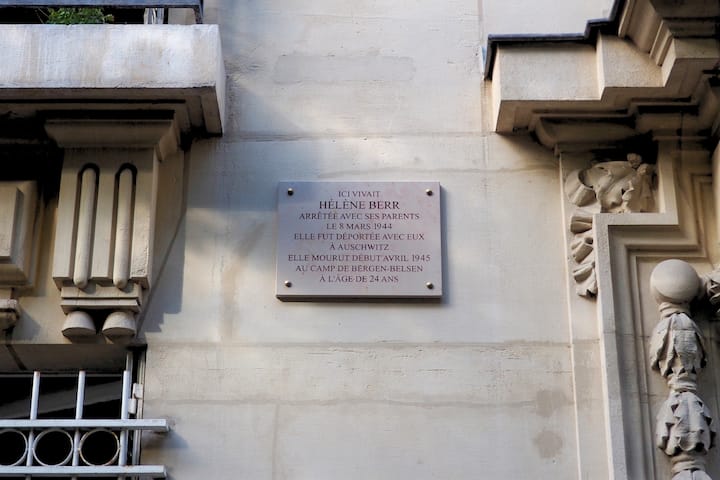 ICI VIVAIT
HÉLÈNE BERR
ARRÊTÉE AVEC SES PARENTS
LE 8 MARS 1944
ELLE FUT DÉPORTÉE AVEC EUX
À AUSCHWITZ
ELLE MOURUT DÉBUT AVRIL 1945
AU CAMP DE BERGEN-BELSEN
À L'ÂGE DE 24 ANS